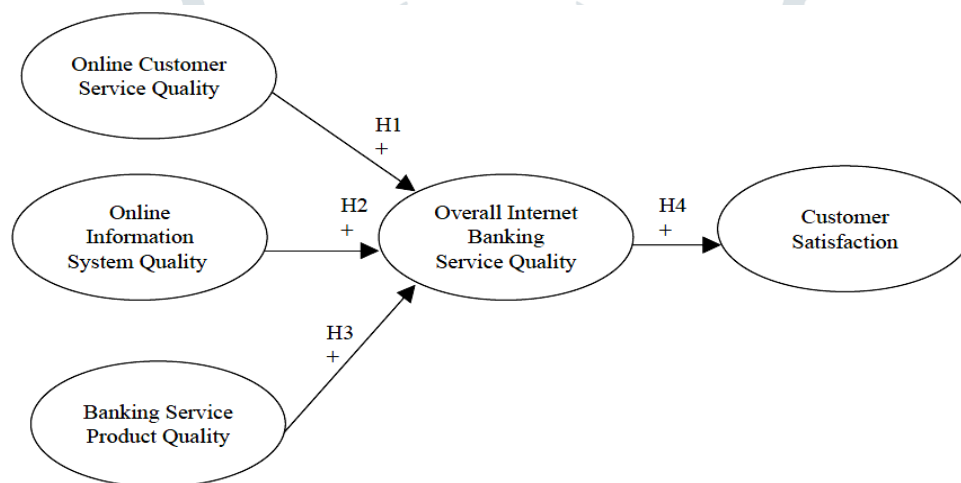 Online Customer
Service Quality
H1
+
Online
Information
System Quality
H2
+
Overall Internet
Banking
Service Quality
H4
+
Customer
Satisfaction
H3
+
Banking Service
Product Quality